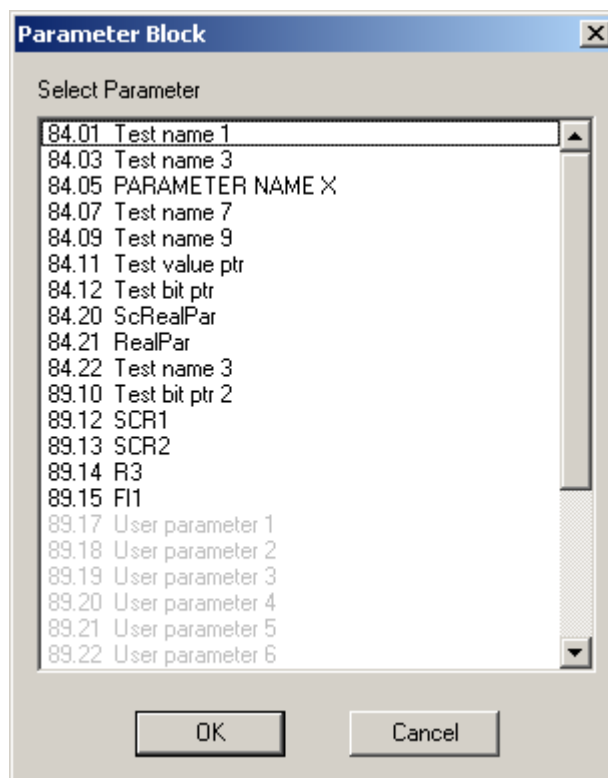 Parameter Block
Select Parameter
84.01 Test name 1
84.03 Test name 3
84.05 PARAMETER NAME X
84.07 Test name 7
84.09 Test name 9
84.11 Test value ptr
84.12 Test bit ptr
84.20 ScRealPar
84.21 RealPar
84.22 Test name 3
89.10 Test bit ptr 2
89.12 SCR1
89.13 SCR2
89.14 R3
89.15 FI1
89.17 User parameter 1
89.18 User parameter 2
89.19 User parameter 3
89.20 User parameter 4
89.21 User parameter 5
89.22 User parameter 6
OK Cancel